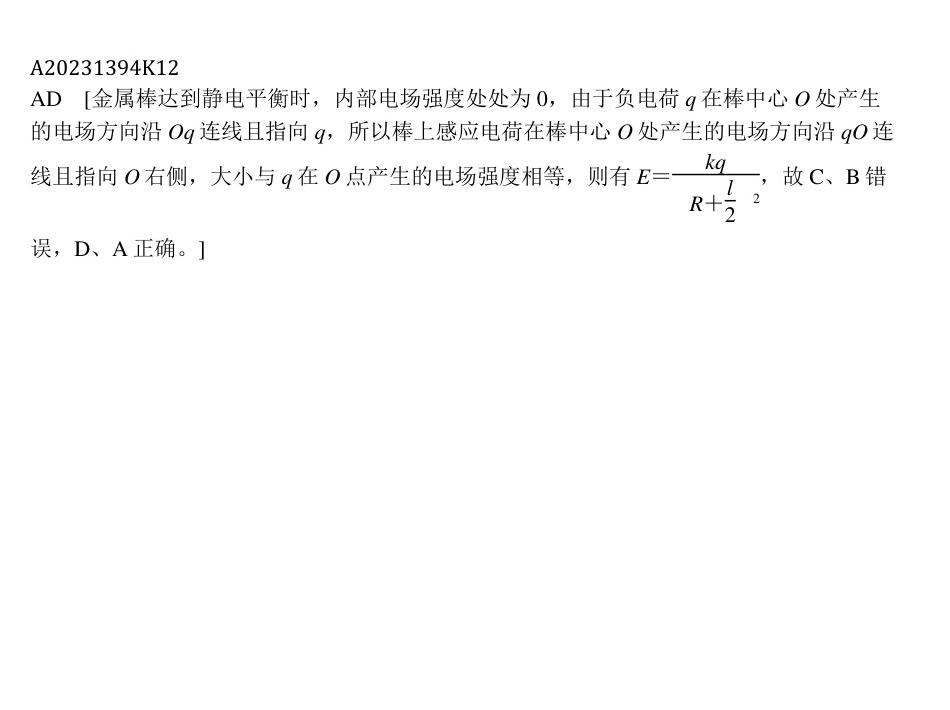 A20231394K12
AD [金属棒达到静电平衡时，内部电场强度处处为 0，由于负电荷 q 在棒中心 O 处产生
的电场方向沿 Oq 连线且指向 q，所以棒上感应电荷在棒中心 O 处产生的电场方向沿 qO 连
线且指向 O 右侧，大小与 q 在 O 点产生的电场强度相等，则有 E＝kq/(R＋l/2)²，故 C、B 错
误，D、A 正确。]